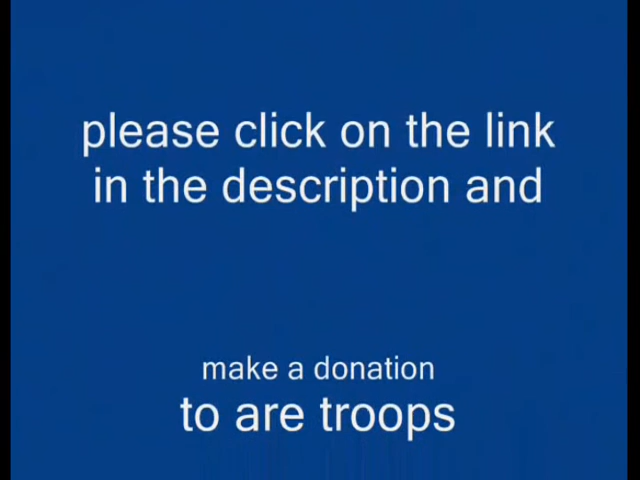 please click on the link
in the description and
make a donation
to are troops